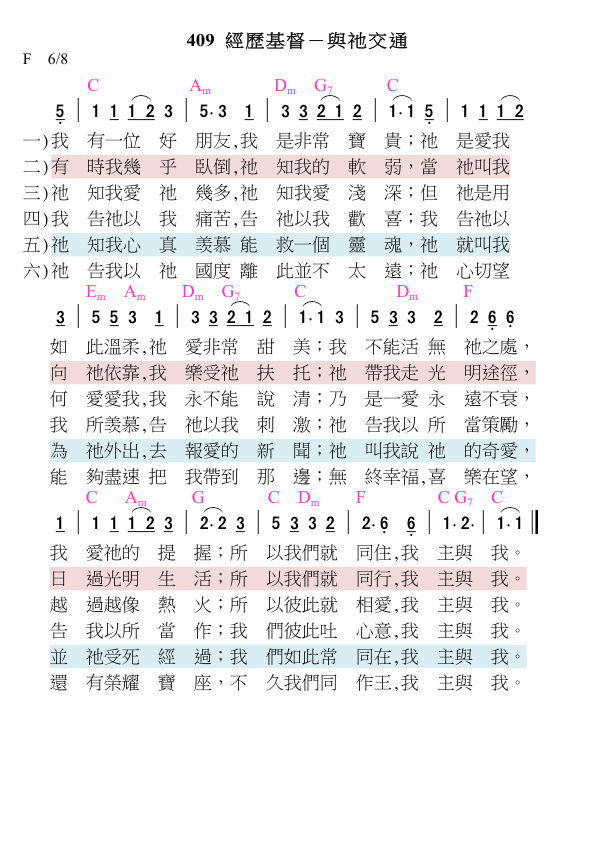 409 經歷基督－與祂交通
F 6/8
C Am Dm G7 C
5 | 1 1 1 2 3 | 5· 3 1 | 3 3 2 1 2 | 1· 1 5 | 1 1 1 2
一)我 有一位 好 朋友,我 是非常 寶 貴；祂 是愛我
二)有 時我幾 乎 臥倒,祂 知我的 軟 弱，當 祂叫我
三)祂 知我愛 祂 幾多,祂 知我愛 淺 深；但 祂是用
四)我 告祂以 我 痛苦,告 祂以我 歡 喜；我 告祂以
五)祂 知我心 真 羨慕 能 救一個 靈 魂，祂 就叫我
六)祂 告我以 祂 國度 離 此並不 太 遠；祂 心切望
Em Am Dm G7 C Dm F
3 | 5 5 3 1 | 3 3 2 1 2 | 1· 1 3 | 5 3 3 2 | 2 6 6
如 此溫柔,祂 愛非常 甜 美；我 不能活 無 祂之處，
向 祂依靠,我 樂受祂 扶 托；祂 帶我走 光 明途徑，
何 愛愛我,我 永不能 說 清；乃 是一愛 永 遠不衰，
我 所羨慕,告 祂以我 刺 激；祂 告我以 所 當策勵，
為 祂外出,去 報愛的 新 聞；祂 叫我說 祂 的奇愛，
能 夠盡速 把 我帶到 那 邊；無 終幸福,喜 樂在望，
C Am G C Dm F C G7 C
1 | 1 1 1 2 3 | 2· 2 3 | 5 3 3 2 | 2· 6 6 | 1· 2· | 1· 1
我 愛祂的 提 握；所 以我們就 同住,我 主與 我。
日 過光明 生 活；所 以我們就 同行,我 主與 我。
越 過越像 熱 火；所 以彼此就 相愛,我 主與 我。
告 我以所 當 作；我 們彼此吐 心意,我 主與 我。
並 祂受死 經 過；我 們如此常 同在,我 主與 我。
還 有榮耀 寶 座，不 久我們同 作王,我 主與 我。